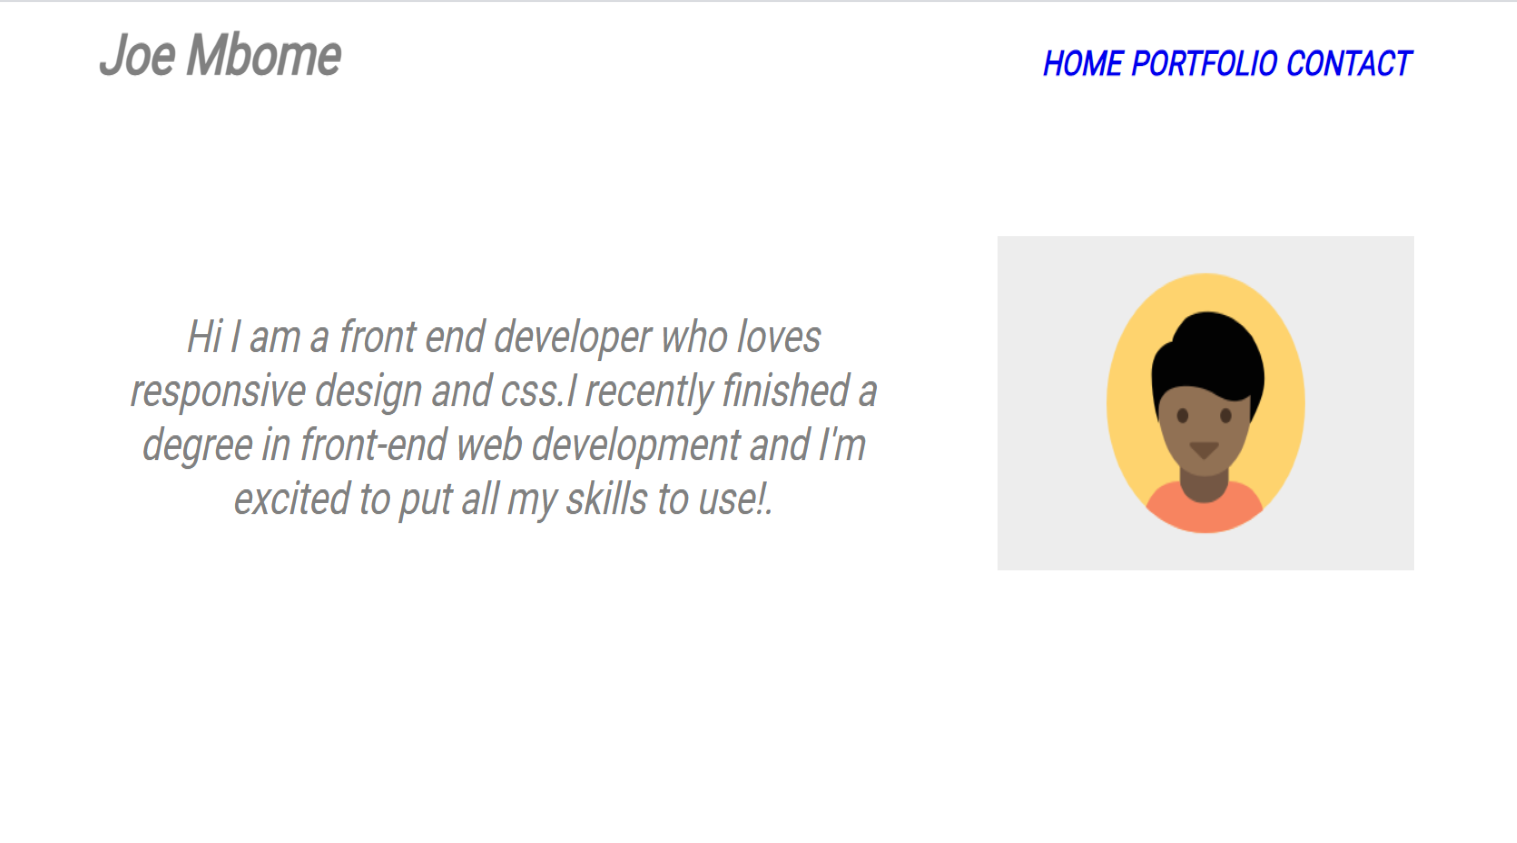 Joe Mbome
HOME PORTFOLIO CONTACT
Hi I am a front end developer who loves
responsive design and css.I recently finished a
degree in front-end web development and I'm
excited to put all my skills to use!.